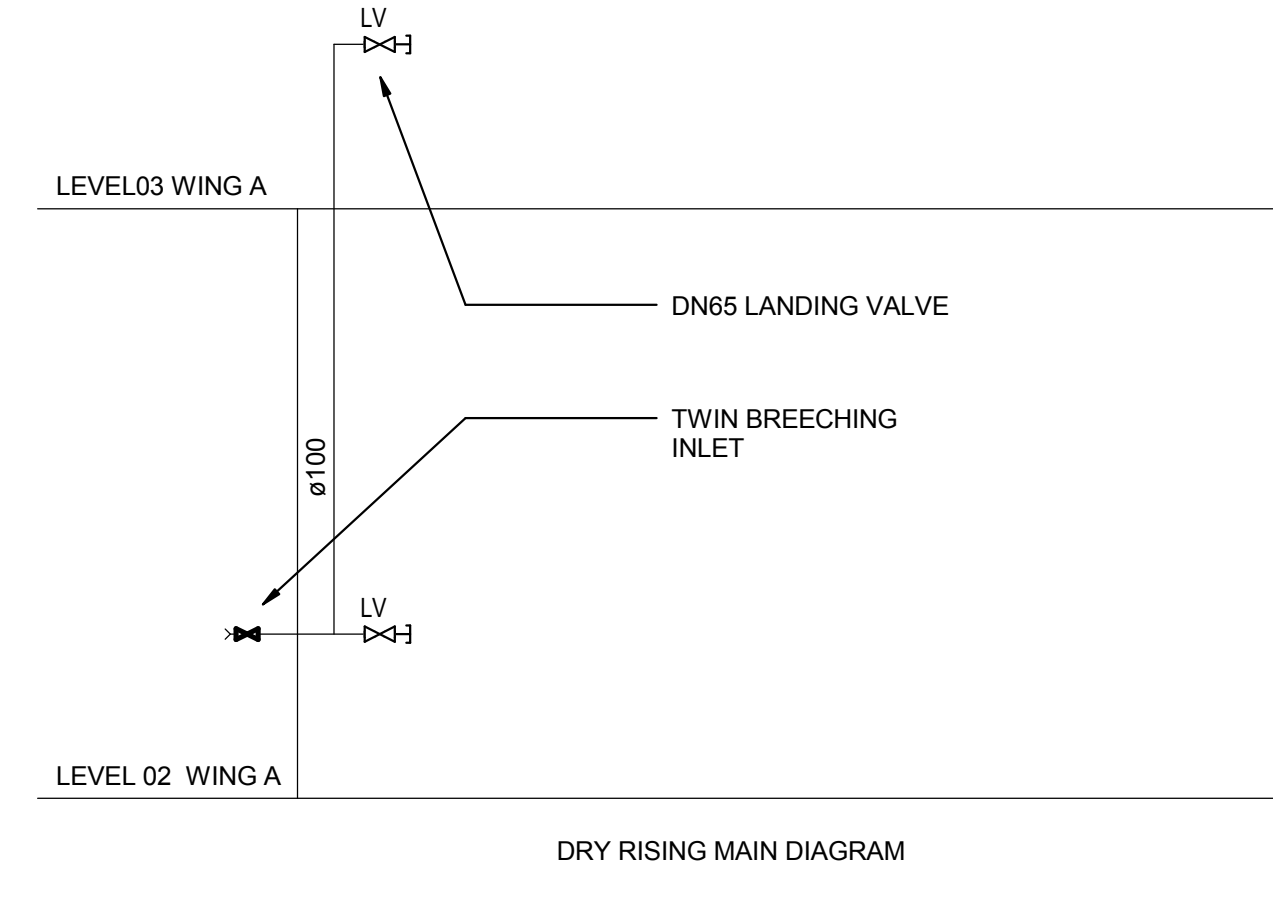 LV
LEVEL03 WING A
DN65 LANDING VALVE
TWIN BREECHING
INLET
ø100
LV
LEVEL 02 WING A
DRY RISING MAIN DIAGRAM